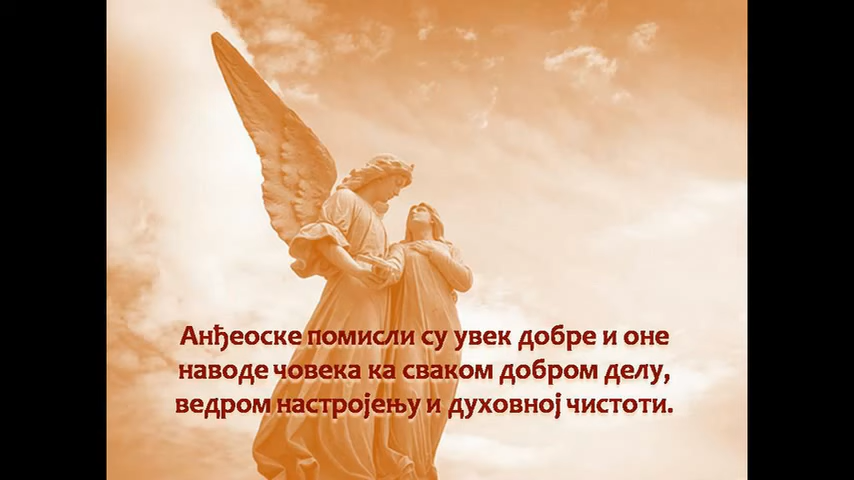 Анђеоске помисли су увек добре и оне
наводе човека ка сваком добром делу,
ведром настројењу и духовној чистоти.